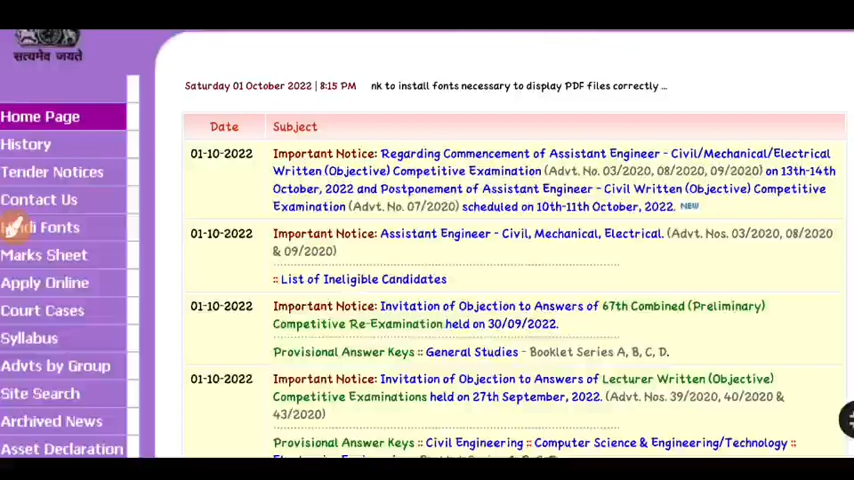 सत्यमेव जयते
Saturday 01 October 2022 | 8:15 PM nk to install fonts necessary to display PDF files correctly ...
Home Page
History
Tender Notices
Contact Us
Hindi Fonts
Marks Sheet
Apply Online
Court Cases
Syllabus
Advts by Group
Site Search
Archived News
Asset Declaration
Date Subject
01-10-2022 Important Notice: Regarding Commencement of Assistant Engineer - Civil/Mechanical/Electrical
Written (Objective) Competitive Examination (Advt. No. 03/2020, 08/2020, 09/2020) on 13th-14th
October, 2022 and Postponement of Assistant Engineer - Civil Written (Objective) Competitive
Examination (Advt. No. 07/2020) scheduled on 10th-11th October, 2022. NEW
01-10-2022 Important Notice: Assistant Engineer - Civil, Mechanical, Electrical. (Advt. Nos. 03/2020, 08/2020
& 09/2020)
:: List of Ineligible Candidates
01-10-2022 Important Notice: Invitation of Objection to Answers of 67th Combined (Preliminary)
Competitive Re-Examination held on 30/09/2022.
Provisional Answer Keys :: General Studies - Booklet Series A, B, C, D.
01-10-2022 Important Notice: Invitation of Objection to Answers of Lecturer Written (Objective)
Competitive Examinations held on 27th September, 2022. (Advt. Nos. 39/2020, 40/2020 &
43/2020)
Provisional Answer Keys :: Civil Engineering :: Computer Science & Engineering/Technology ::